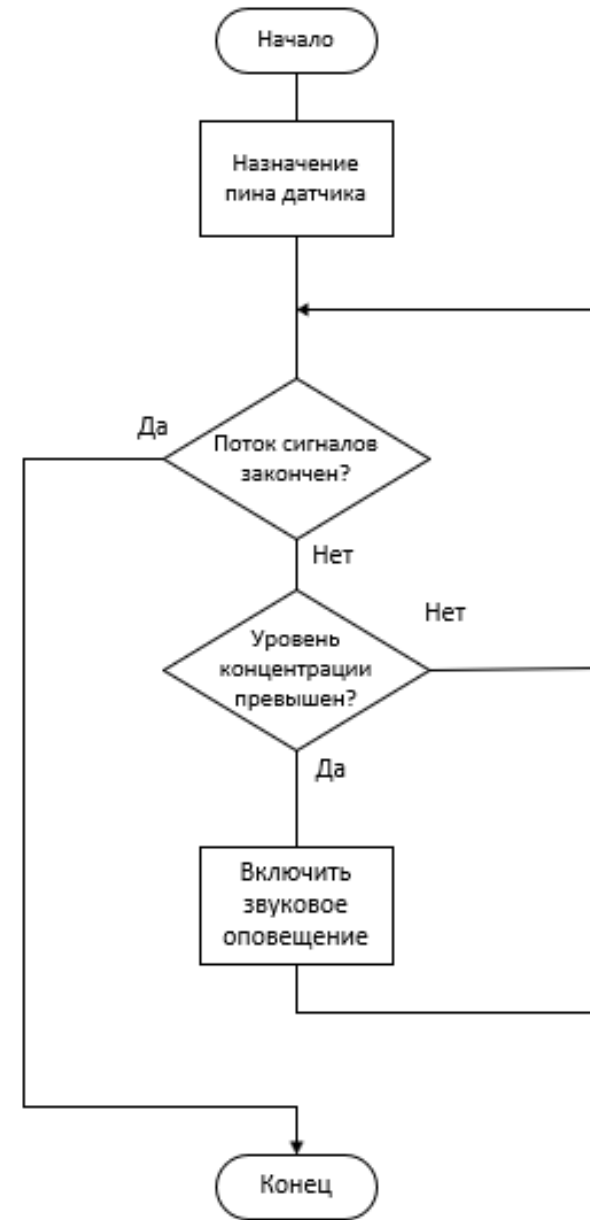 Начало
Назначение
пина датчика
Да
Поток сигналов
закончен?
Нет
Нет
Уровень
концентрации
превышен?
Да
Включить
звуковое
оповещение
Конец